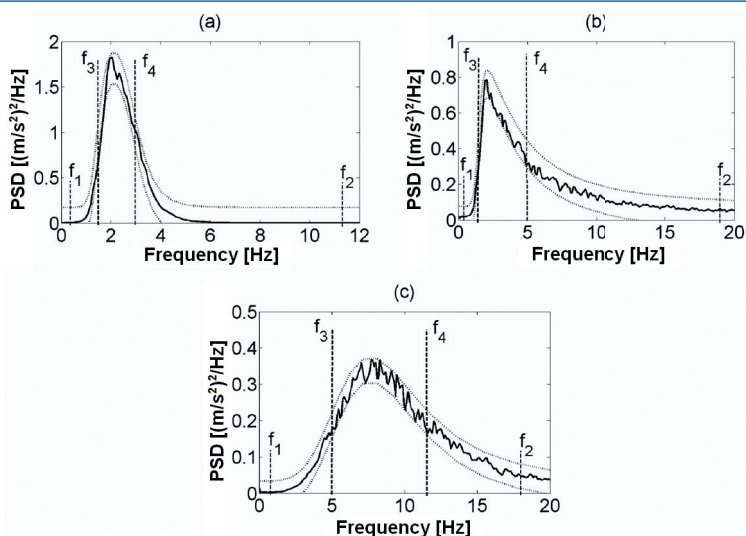 (a)
PSD [(m/s²)²/Hz]
2
1.5
1
0.5
0
f₃
f₄
f₁
f₂
0 2 4 6 8 10 12
Frequency [Hz]
(b)
PSD [(m/s²)²/Hz]
1
0.8
0.6
0.4
0.2
0
f₃
f₄
f₁
f₂
0 5 10 15 20
Frequency [Hz]
(c)
PSD [(m/s²)²/Hz]
0.5
0.4
0.3
0.2
0.1
0
f₃
f₄
f₁
f₂
0 5 10 15 20
Frequency [Hz]